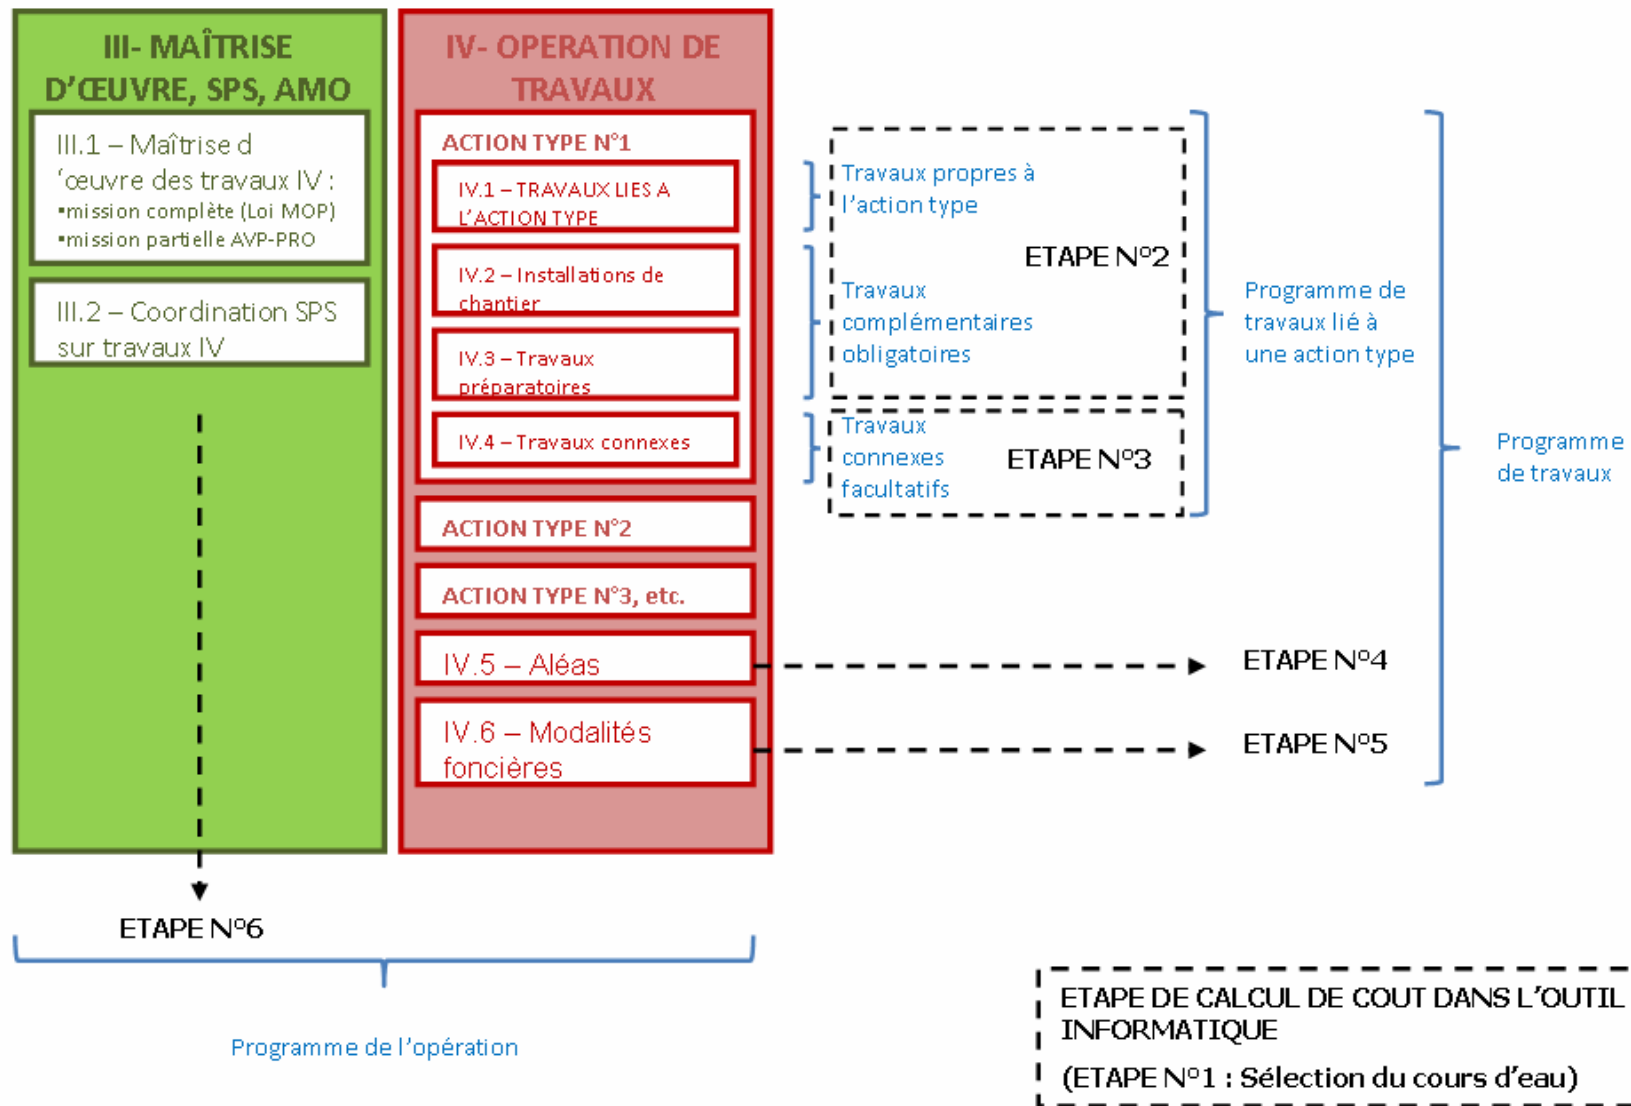 III- MAÎTRISE
D'ŒUVRE, SPS, AMO
III.1 – Maîtrise d
'œuvre des travaux IV :
▪mission complète (Loi MOP)
▪mission partielle AVP-PRO
III.2 – Coordination SPS
sur travaux IV
ETAPE N°6
IV- OPERATION DE
TRAVAUX
ACTION TYPE N°1
IV.1 – TRAVAUX LIES A
L'ACTION TYPE
IV.2 – Installations de
chantier
IV.3 – Travaux
préparatoires
IV.4 – Travaux connexes
ACTION TYPE N°2
ACTION TYPE N°3, etc.
IV.5 – Aléas
IV.6 – Modalités
foncières
Travaux propres à
l'action type
ETAPE N°2
Travaux
complémentaires
obligatoires
Travaux
connexes
facultatifs
ETAPE N°3
Programme de
travaux lié à
une action type
Programme
de travaux
ETAPE N°4
ETAPE N°5
Programme de l'opération
ETAPE DE CALCUL DE COUT DANS L'OUTIL
INFORMATIQUE
(ETAPE N°1 : Sélection du cours d'eau)